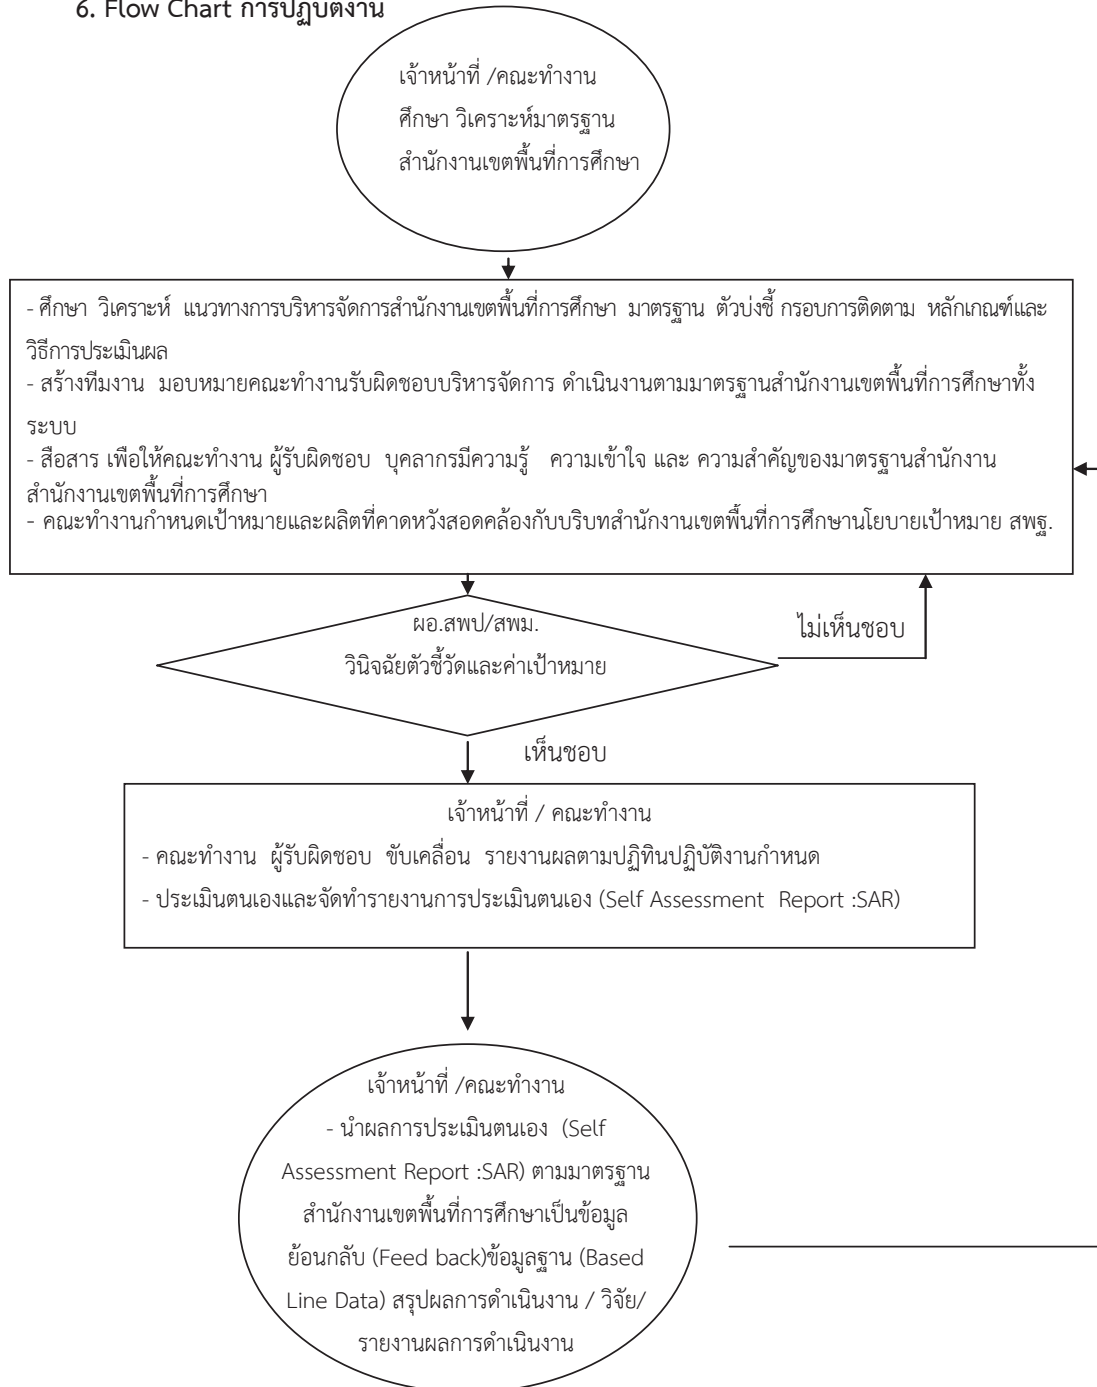 6. Flow Chart การปฏิบัติงาน
เจ้าหน้าที่ /คณะทำงาน
ศึกษา วิเคราะห์มาตรฐาน
สำนักงานเขตพื้นที่การศึกษา
- ศึกษา วิเคราะห์ แนวทางการบริหารจัดการสำนักงานเขตพื้นที่การศึกษา มาตรฐาน ตัวบ่งชี้ กรอบการติดตาม หลักเกณฑ์และ
วิธีการประเมินผล
- สร้างทีมงาน มอบหมายคณะทำงานรับผิดชอบบริหารจัดการ ดำเนินงานตามมาตรฐานสำนักงานเขตพื้นที่การศึกษาทั้ง
ระบบ
- สือสาร เพือให้คณะทำงาน ผู้รับผิดชอบ บุคลากรมีความรู้ ความเข้าใจ และ ความสำคัญของมาตรฐานสำนักงาน
สำนักงานเขตพื้นที่การศึกษา
- คณะทำงานกำหนดเป้าหมายและผลิตที่คาดหวังสอดคล้องกับบริบทสำนักงานเขตพื้นที่การศึกษานโยบายเป้าหมาย สพฐ.
ผอ.สพป/สพม.
วินิจฉัยตัวชี้วัดและค่าเป้าหมาย
ไม่เห็นชอบ
เห็นชอบ
เจ้าหน้าที่ / คณะทำงาน
- คณะทำงาน ผู้รับผิดชอบ ขับเคลื่อน รายงานผลตามปฏิทินปฏิบัติงานกำหนด
- ประเมินตนเองและจัดทำรายงานการประเมินตนเอง (Self Assessment Report :SAR)
เจ้าหน้าที่ /คณะทำงาน
- นำผลการประเมินตนเอง (Self
Assessment Report :SAR) ตามมาตรฐาน
สำนักงานเขตพื้นที่การศึกษาเป็นข้อมูล
ย้อนกลับ (Feed back)ข้อมูลฐาน (Based
Line Data) สรุปผลการดำเนินงาน / วิจัย/
รายงานผลการดำเนินงาน